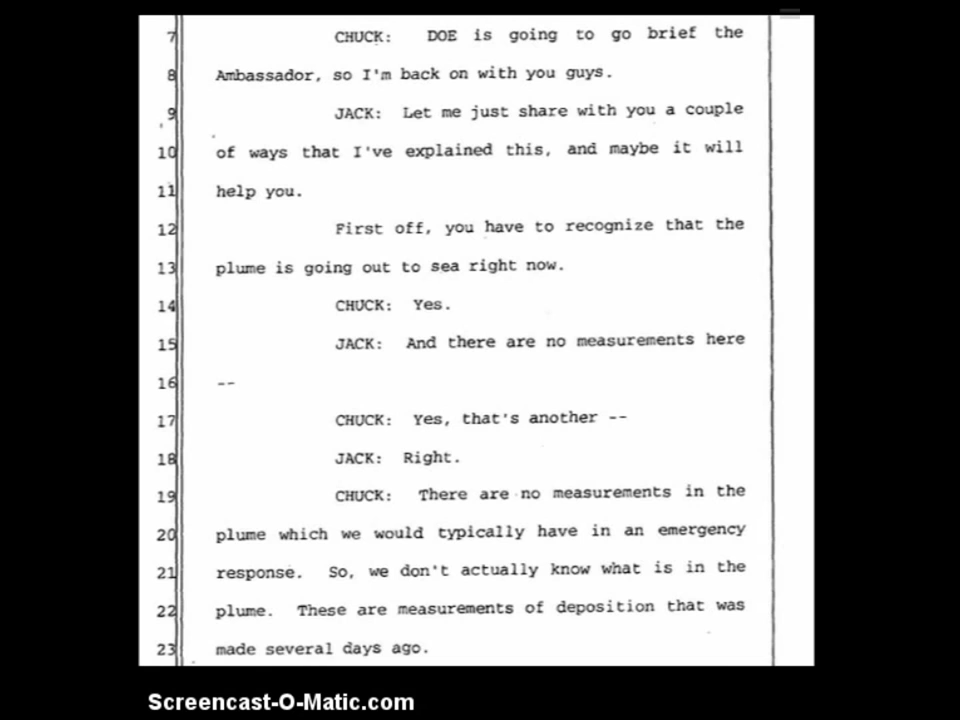 7 CHUCK: DOE is going to go brief the
8 Ambassador, so I'm back on with you guys.
9 JACK: Let me just share with you a couple
10 of ways that I've explained this, and maybe it will
11 help you.
12 First off, you have to recognize that the
13 plume is going out to sea right now.
14 CHUCK: Yes.
15 JACK: And there are no measurements here
16 --
17 CHUCK: Yes, that's another --
18 JACK: Right.
19 CHUCK: There are no measurements in the
20 plume which we would typically have in an emergency
21 response. So, we don't actually know what is in the
22 plume. These are measurements of deposition that was
23 made several days ago.
Screencast-O-Matic.com